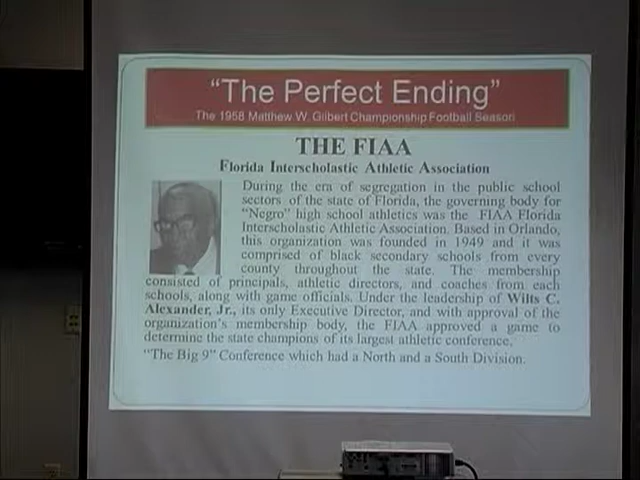 “The Perfect Ending”
The 1958 Matthew W. Gilbert Championship Football Season
THE FIAA
Florida Interscholastic Athletic Association
During the era of segregation in the public school
sectors of the state of Florida, the governing body for
“Negro” high school athletics was the FIAA Florida
Interscholastic Athletic Association. Based in Orlando,
this organization was founded in 1949 and it was
comprised of black secondary schools from every
county throughout the state. The membership
consisted of principals, athletic directors, and coaches from each
schools, along with game officials. Under the leadership of Wilts C.
Alexander, Jr., its only Executive Director, and with approval of the
organization’s membership body, the FIAA approved a game to
determine the state champions of its largest athletic conference,
“The Big 9” Conference which had a North and a South Division.